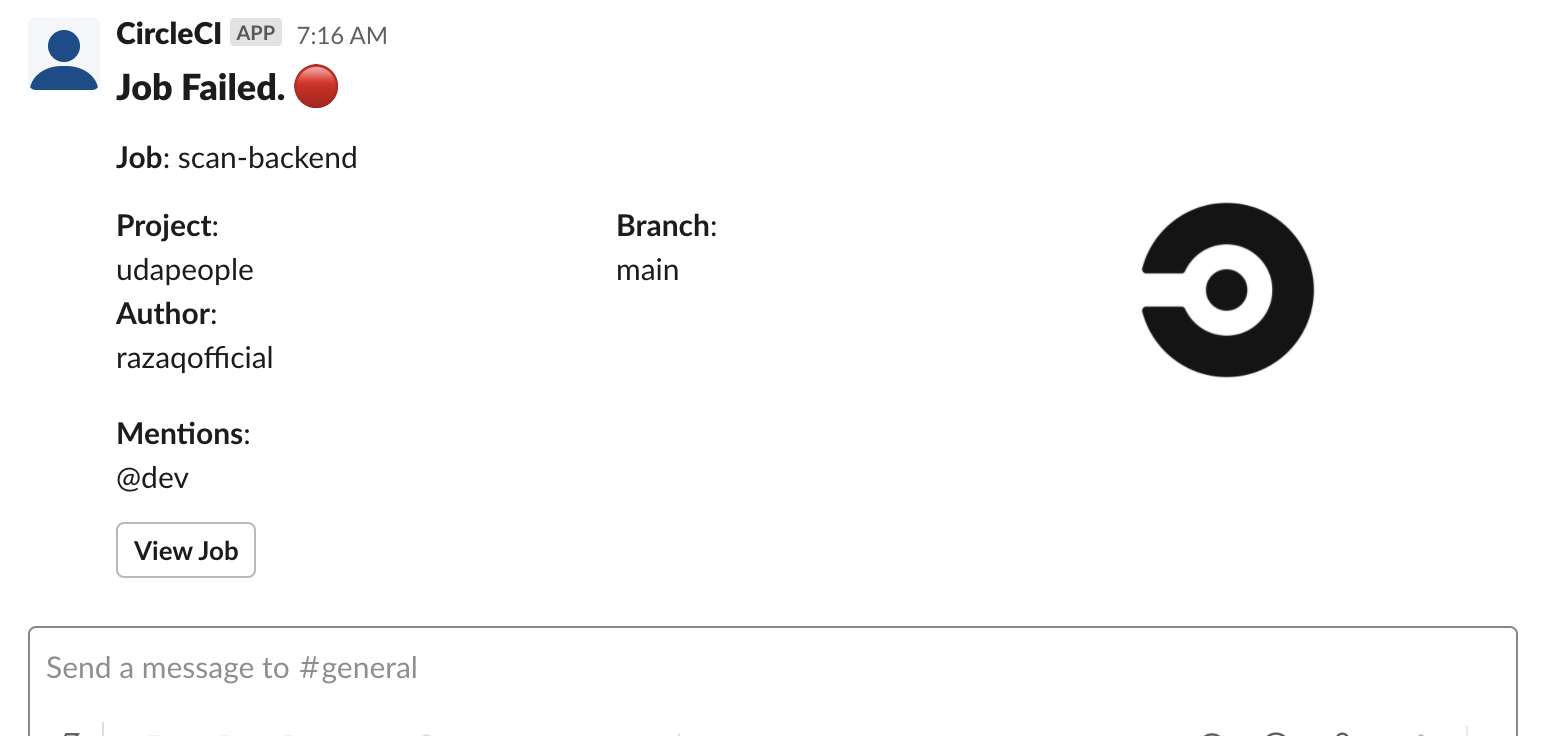 CircleCI APP 7:16 AM
Job Failed.
Job: scan-backend
Project:
udapeople
Branch:
main
Author:
razaqofficial
Mentions:
@dev
View Job
Send a message to #general